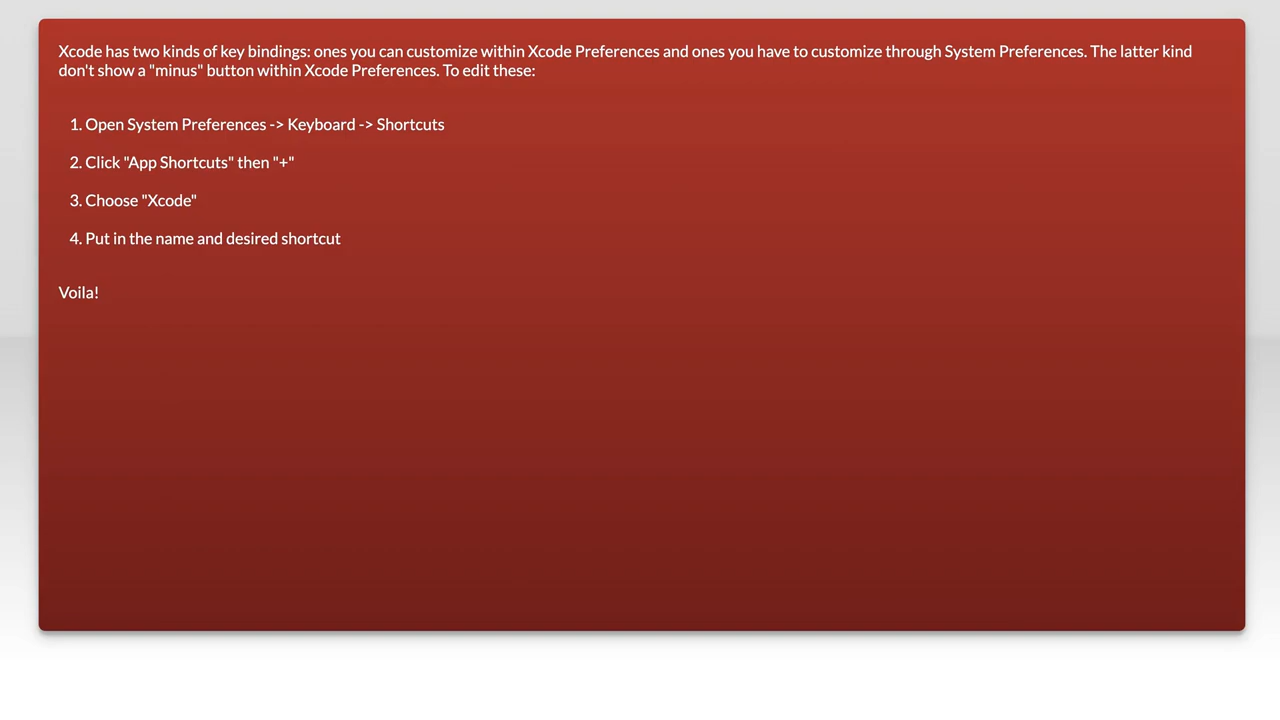 Xcode has two kinds of key bindings: ones you can customize within Xcode Preferences and ones you have to customize through System Preferences. The latter kind
don't show a "minus" button within Xcode Preferences. To edit these:
1. Open System Preferences -> Keyboard -> Shortcuts
2. Click "App Shortcuts" then "+"
3. Choose "Xcode"
4. Put in the name and desired shortcut
Voila!